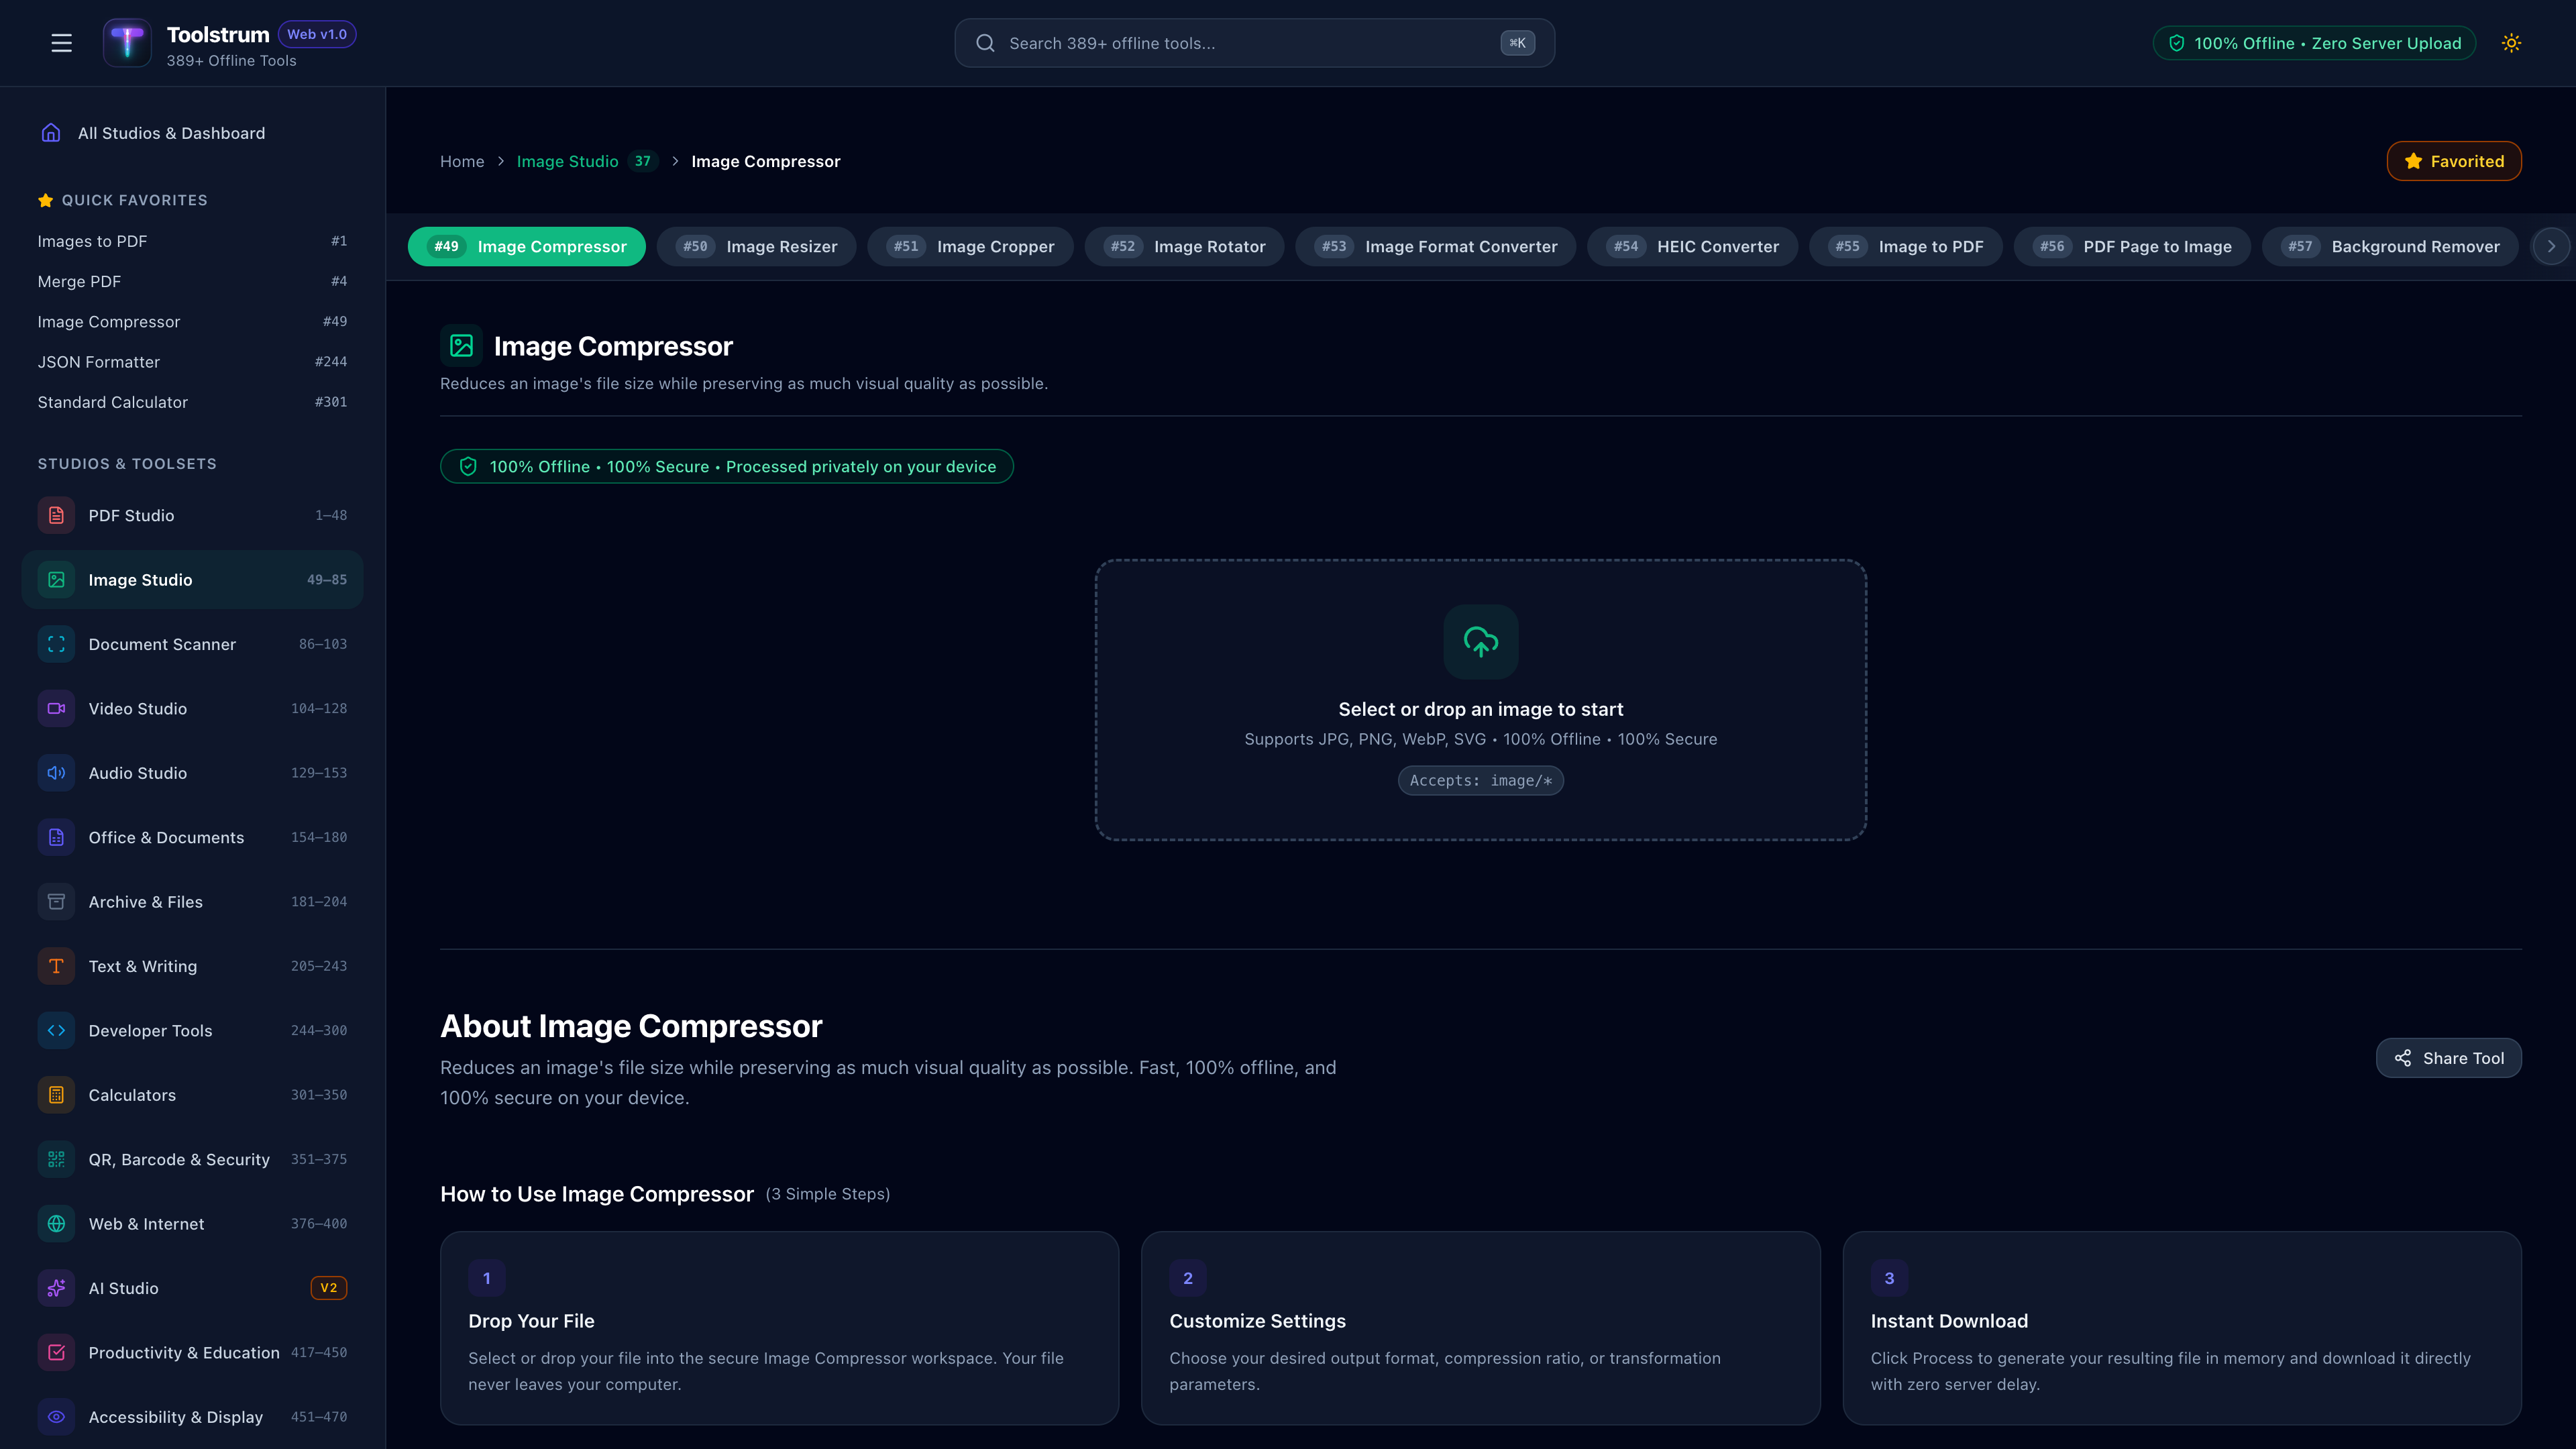 Toolstrum Web v1.0
389+ Offline Tools
Search 389+ offline tools... ⌘K
100% Offline • Zero Server Upload
All Studios & Dashboard
QUICK FAVORITES
Images to PDF #1
Merge PDF #4
Image Compressor #49
JSON Formatter #244
Standard Calculator #301
STUDIOS & TOOLSETS
PDF Studio 1–48
Image Studio 49–85
Document Scanner 86–103
Video Studio 104–128
Audio Studio 129–153
Office & Documents 154–180
Archive & Files 181–204
Text & Writing 205–243
Developer Tools 244–300
Calculators 301–350
QR, Barcode & Security 351–375
Web & Internet 376–400
AI Studio V2
Productivity & Education 417–450
Accessibility & Display 451–470
Home > Image Studio 37 > Image Compressor
Favorited
#49 Image Compressor #50 Image Resizer #51 Image Cropper #52 Image Rotator #53 Image Format Converter #54 HEIC Converter #55 Image to PDF #56 PDF Page to Image #57 Background Remover
Image Compressor
Reduces an image's file size while preserving as much visual quality as possible.
100% Offline • 100% Secure • Processed privately on your device
Select or drop an image to start
Supports JPG, PNG, WebP, SVG • 100% Offline • 100% Secure
Accepts: image/*
About Image Compressor
Reduces an image's file size while preserving as much visual quality as possible. Fast, 100% offline, and
100% secure on your device.
Share Tool
How to Use Image Compressor (3 Simple Steps)
1
Drop Your File
Select or drop your file into the secure Image Compressor workspace. Your file
never leaves your computer.
2
Customize Settings
Choose your desired output format, compression ratio, or transformation
parameters.
3
Instant Download
Click Process to generate your resulting file in memory and download it directly
with zero server delay.